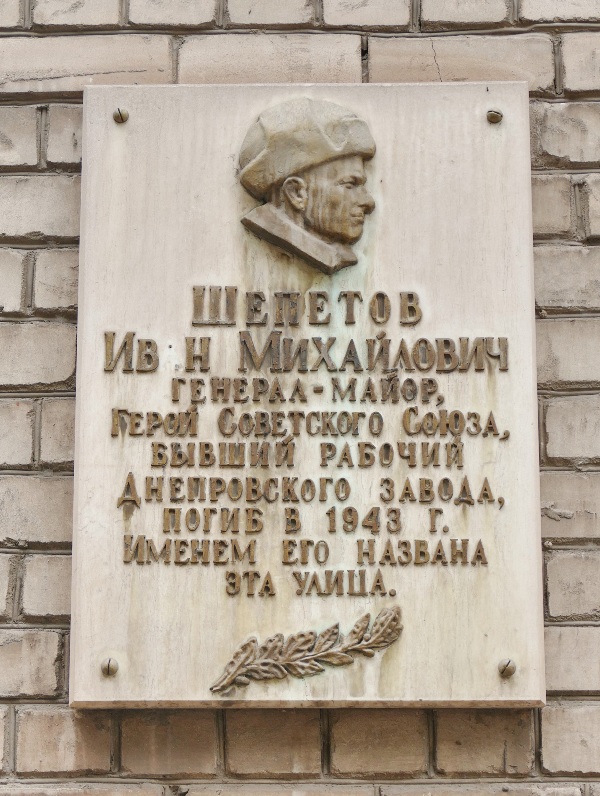 ШЕПЕТОВ
ИВ Н МИХАЙЛОВИЧ
ГЕНЕРАЛ-МАЙОР,
ГЕРОЙ СОВЕТСКОГО СОЮЗА,
БЫВШИЙ РАБОЧИЙ
ДНЕПРОВСКОГО ЗАВОДА,
ПОГИБ В 1943 Г.
ИМЕНЕМ ЕГО НАЗВАНА
ЭТА УЛИЦА.